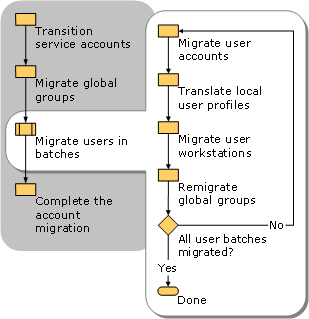 Transition
service accounts
Migrate global
groups
Migrate users in
batches
Complete the
account
migration
Migrate user
accounts
Translate local
user profiles
Migrate user
workstations
Remigrate
global groups
All user batches
migrated?
No
Yes
Done